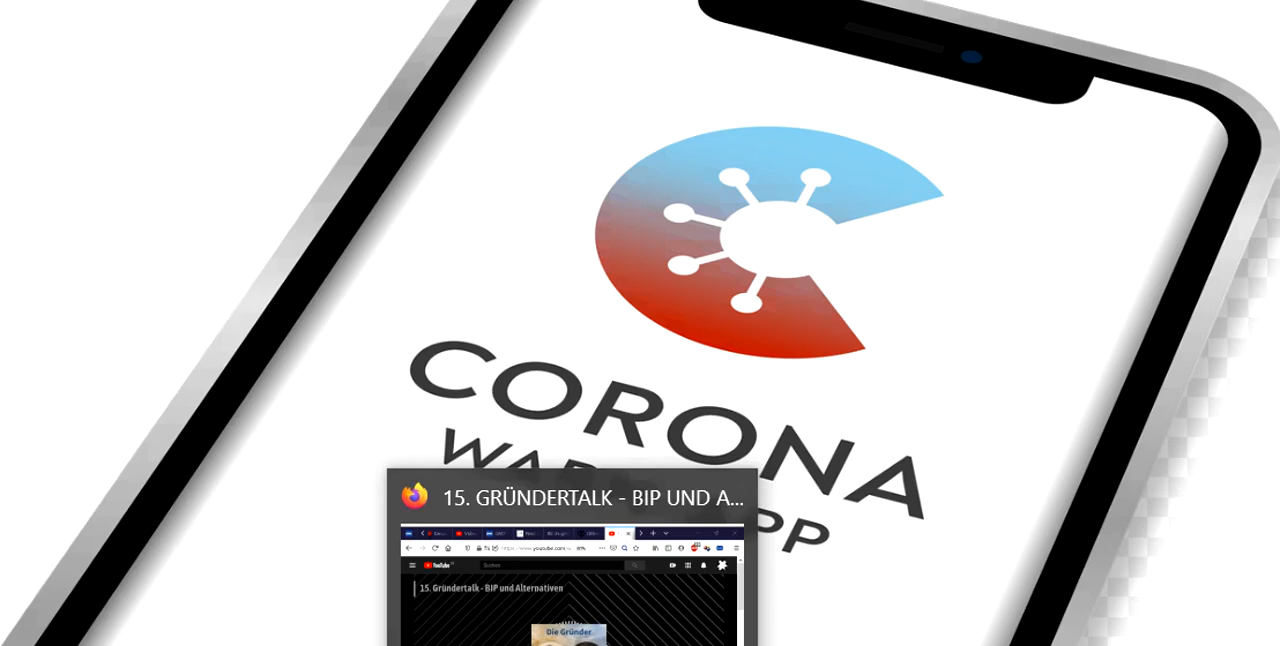 CORONA
15. GRÜNDERTALK - BIP UND A...
YouTube
Suchen
15. Gründertalk - BIP und Alternativen
Die Gründer